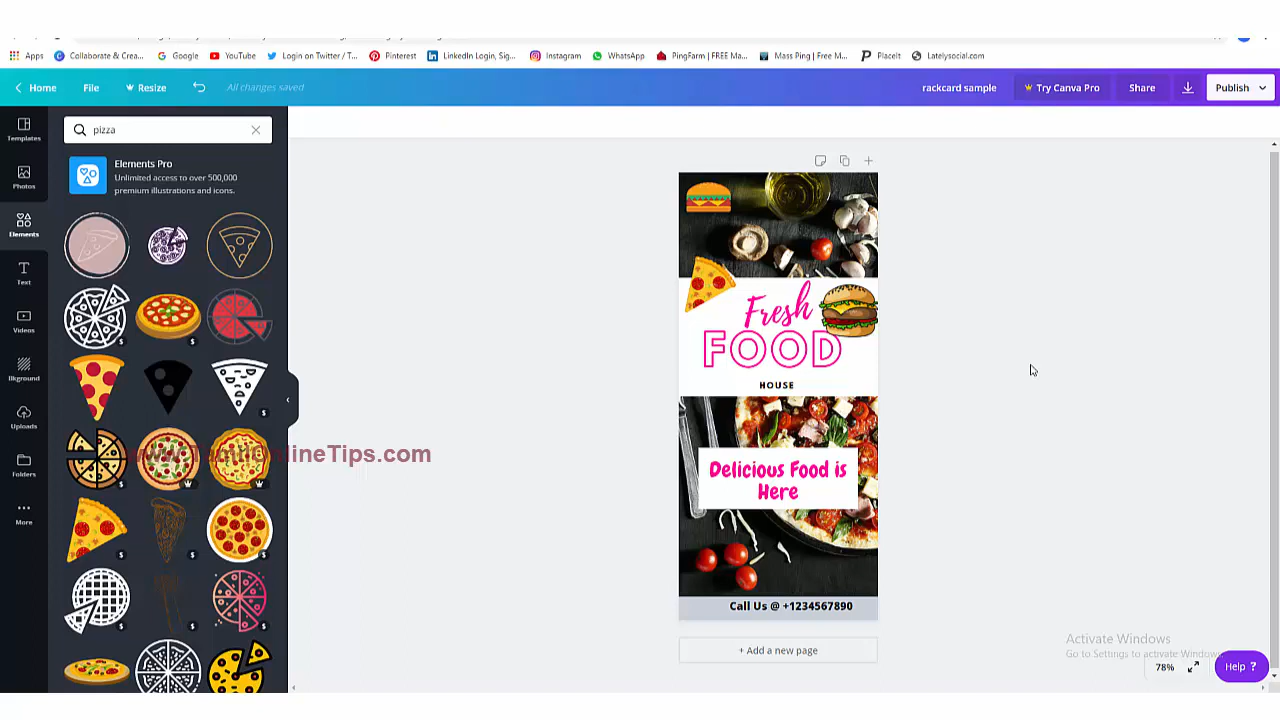 Apps
Collaborate & Crea...
Google
YouTube
Login on Twitter / T...
Pinterest
LinkedIn Login, Sig...
Instagram
WhatsApp
PingFarm | FREE Ma...
Mass Ping | Free M...
PlaceIt
Latelysocial.com
Home
File
Resize
All changes saved
rackcard sample
Try Canva Pro
Share
Publish
Templates
Photos
Elements
Text
Videos
Bkground
Uploads
Folders
More
pizza
Elements Pro
Unlimited access to over 500,000
premium illustrations and icons.
www.TamilOnlineTips.com
Fresh
FOOD
HOUSE
Delicious Food is
Here
Call Us @ +1234567890
+ Add a new page
Activate Windows
Go to Settings to activate Windows.
78%
Help ?